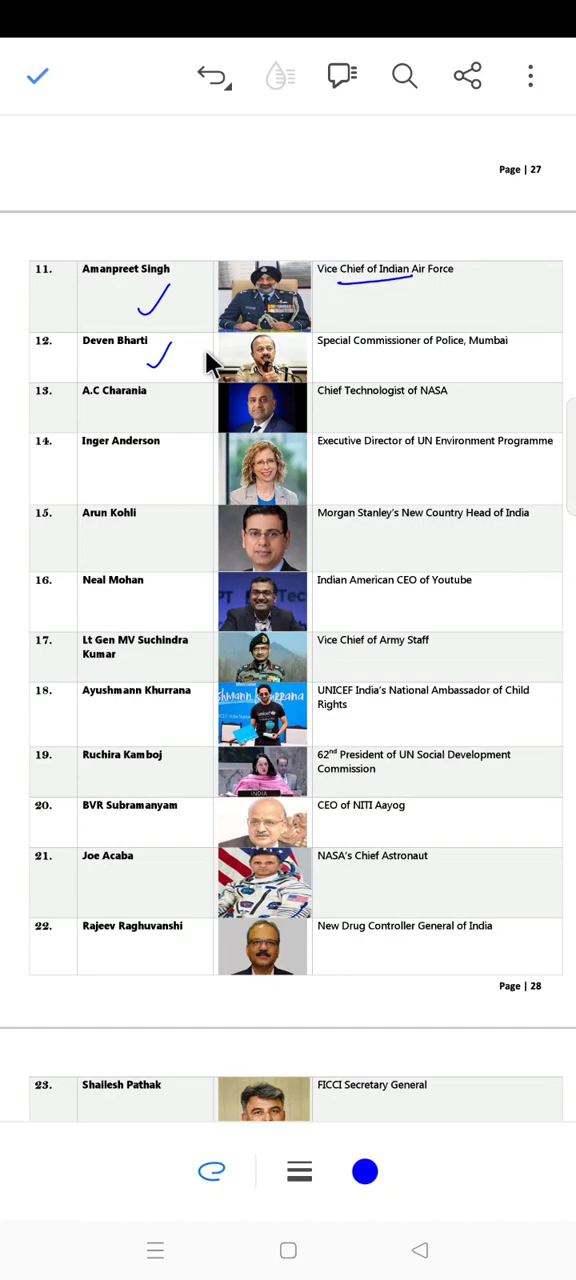 Page | 27
11. Amanpreet Singh Vice Chief of Indian Air Force
12. Deven Bharti Special Commissioner of Police, Mumbai
13. A.C Charania Chief Technologist of NASA
14. Inger Anderson Executive Director of UN Environment Programme
15. Arun Kohli Morgan Stanley's New Country Head of India
16. Neal Mohan Indian American CEO of Youtube
17. Lt Gen MV Suchindra Vice Chief of Army Staff
Kumar
18. Ayushmann Khurrana UNICEF India's National Ambassador of Child
Rights
19. Ruchira Kamboj 62nd President of UN Social Development
Commission
INDIA
20. BVR Subramanyam CEO of NITI Aayog
21. Joe Acaba NASA's Chief Astronaut
22. Rajeev Raghuvanshi New Drug Controller General of India
Page | 28
23. Shailesh Pathak FICCI Secretary General